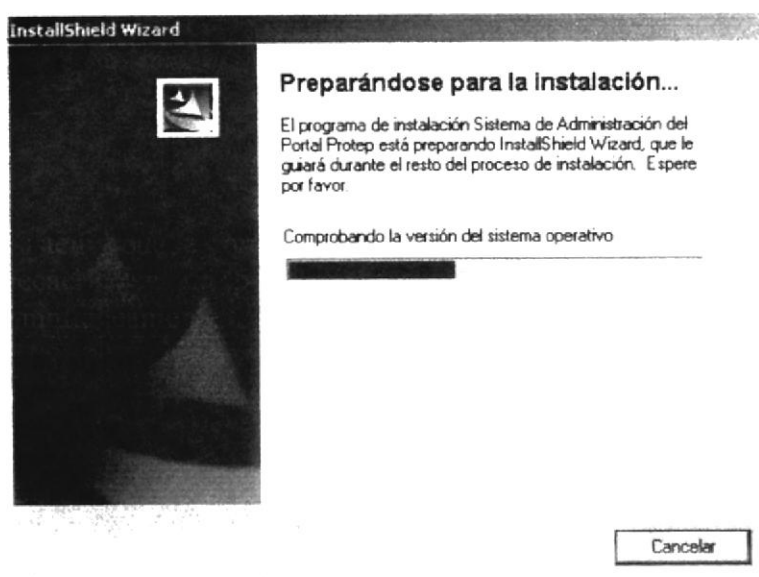 InstallShield Wizard
Preparándose para la instalación...
El programa de instalación Sistema de Administración del
Portal Protep está preparando InstallShield Wizard, que le
guiará durante el resto del proceso de instalación. Espere
por favor.
Comprobando la versión del sistema operativo
Cancelar